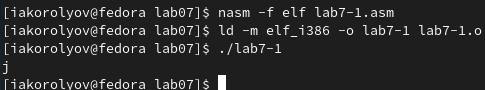 [iakorolyov@fedora lab07]$ nasm -f elf lab7-1.asm
[iakorolyov@fedora lab07]$ ld -m elf_i386 -o lab7-1 lab7-1.o
[iakorolyov@fedora lab07]$ ./lab7-1
j
[iakorolyov@fedora lab07]$